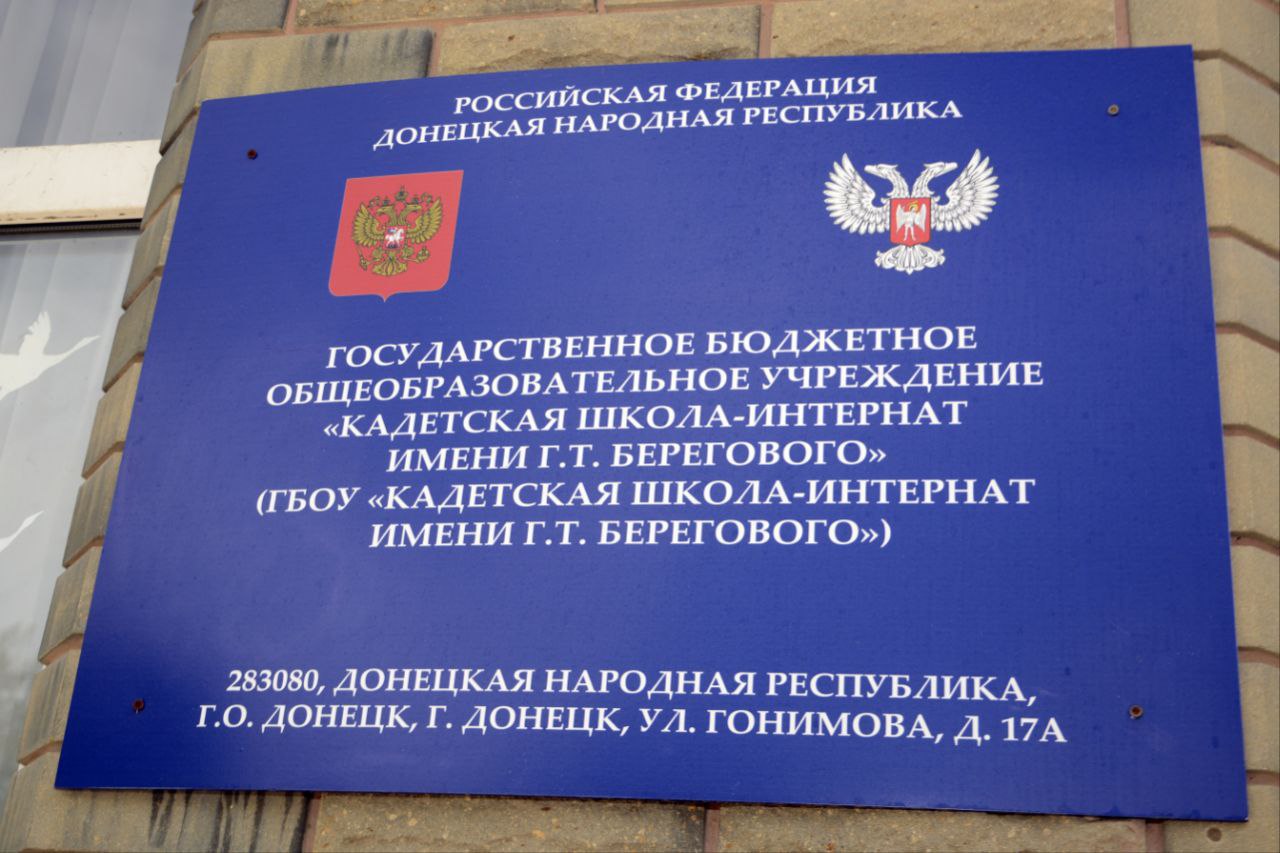 РОССИЙСКАЯ ФЕДЕРАЦИЯ
ДОНЕЦКАЯ НАРОДНАЯ РЕСПУБЛИКА
ГОСУДАРСТВЕННОЕ БЮДЖЕТНОЕ
ОБЩЕОБРАЗОВАТЕЛЬНОЕ УЧРЕЖДЕНИЕ
«КАДЕТСКАЯ ШКОЛА-ИНТЕРНАТ
ИМЕНИ Г.Т. БЕРЕГОВОГО»
(ГБОУ «КАДЕТСКАЯ ШКОЛА-ИНТЕРНАТ
ИМЕНИ Г.Т. БЕРЕГОВОГО»)
283080, ДОНЕЦКАЯ НАРОДНАЯ РЕСПУБЛИКА,
Г.О. ДОНЕЦК, Г. ДОНЕЦК, УЛ. ГОНИМОВА, Д. 17А